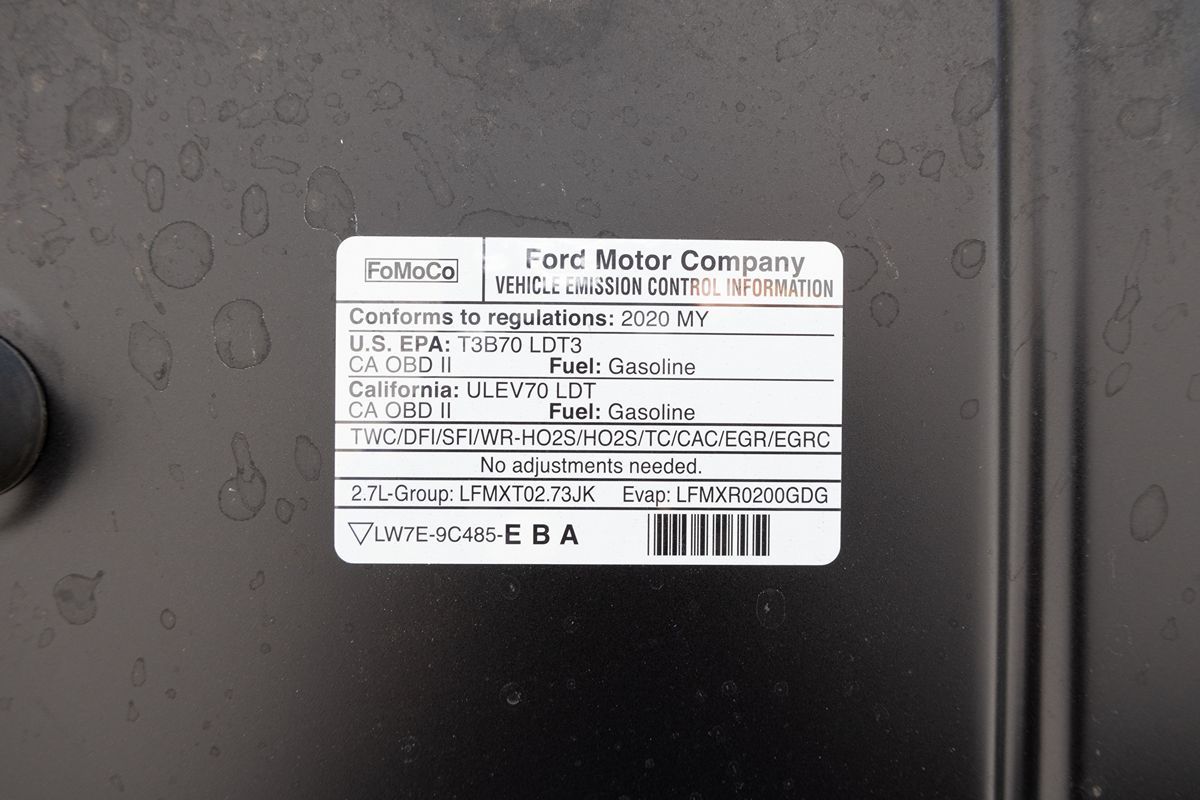 FoMoCo
Ford Motor Company
VEHICLE EMISSION CONTROL INFORMATION
Conforms to regulations: 2020 MY
U.S. EPA: T3B70 LDT3
CA OBD II Fuel: Gasoline
California: ULEV70 LDT
CA OBD II Fuel: Gasoline
TWC/DFI/SFI/WR-HO2S/HO2S/TC/CAC/EGR/EGRC
No adjustments needed.
2.7L-Group: LFMXT02.73JK Evap: LFMXR0200GDG
▽LW7E-9C485-E B A